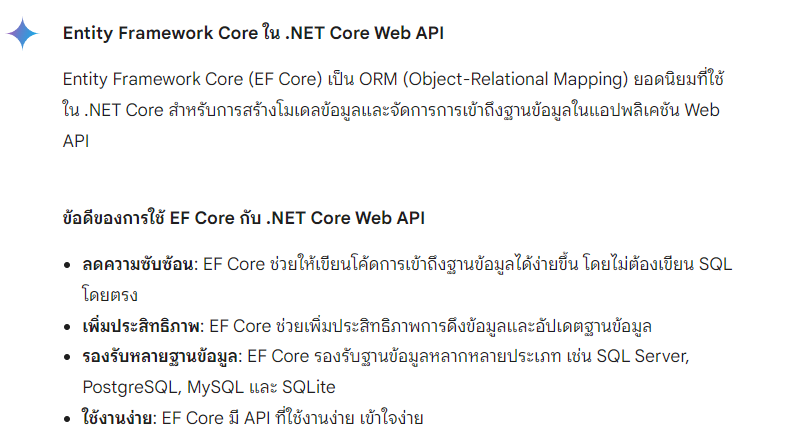 Entity Framework Core ใน .NET Core Web API
Entity Framework Core (EF Core) เป็น ORM (Object-Relational Mapping) ยอดนิยมที่ใช้
ใน .NET Core สำหรับการสร้างโมเดลข้อมูลและจัดการการเข้าถึงฐานข้อมูลในแอปพลิเคชัน Web
API
ข้อดีของการใช้ EF Core กับ .NET Core Web API
• ลดความซับซ้อน: EF Core ช่วยให้เขียนโค้ดการเข้าถึงฐานข้อมูลได้ง่ายขึ้น โดยไม่ต้องเขียน SQL
โดยตรง
• เพิ่มประสิทธิภาพ: EF Core ช่วยเพิ่มประสิทธิภาพการดึงข้อมูลและอัปเดตฐานข้อมูล
• รองรับหลายฐานข้อมูล: EF Core รองรับฐานข้อมูลหลากหลายประเภท เช่น SQL Server,
PostgreSQL, MySQL และ SQLite
• ใช้งานง่าย: EF Core มี API ที่ใช้งานง่าย เข้าใจง่าย